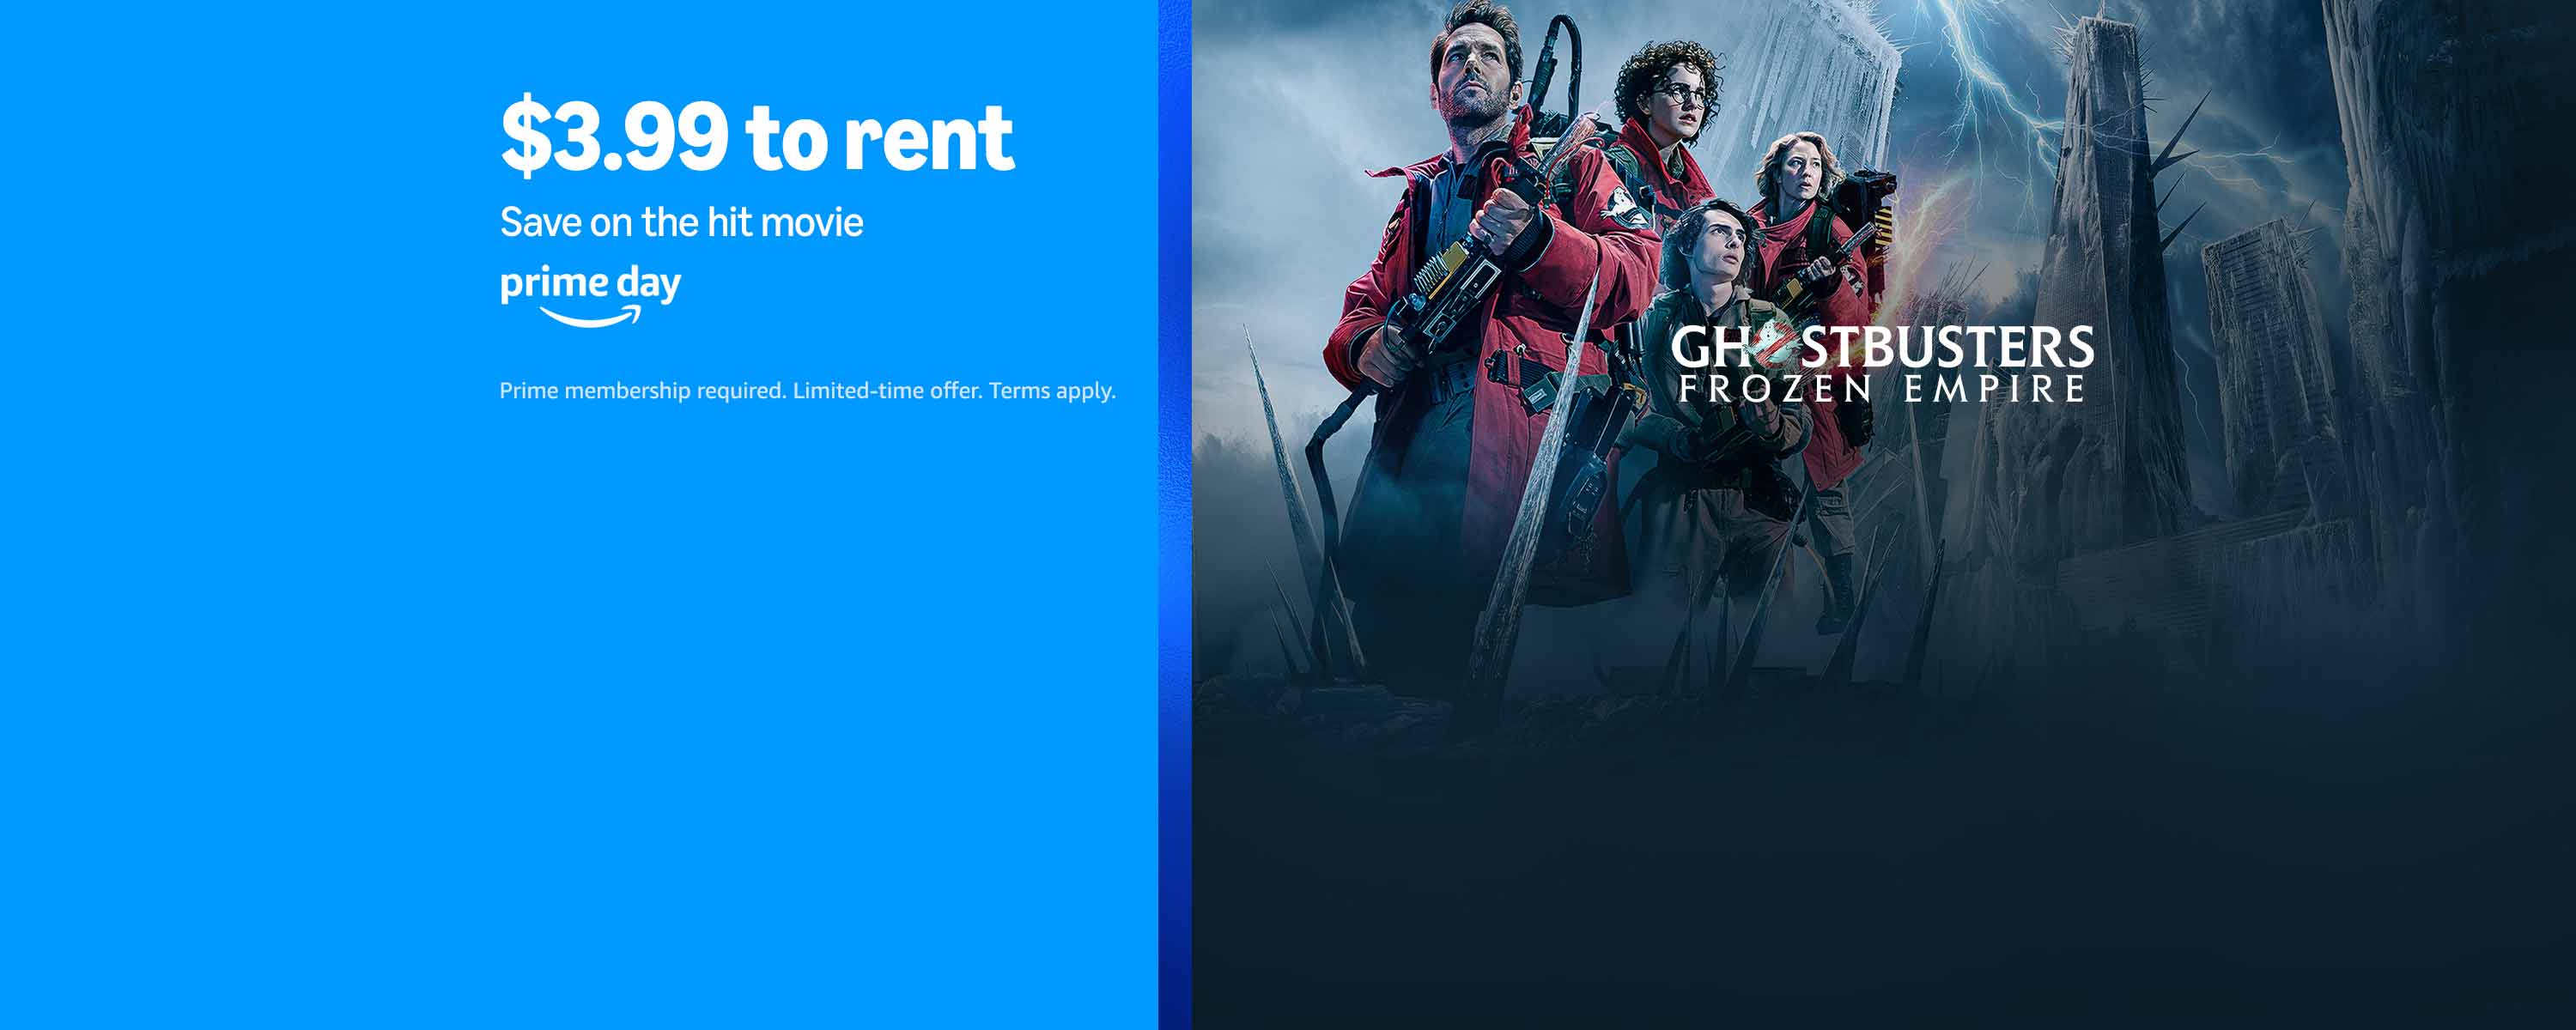 $3.99 to rent
Save on the hit movie
prime day
Prime membership required. Limited-time offer. Terms apply.
GHOSTBUSTERS
FROZEN EMPIRE